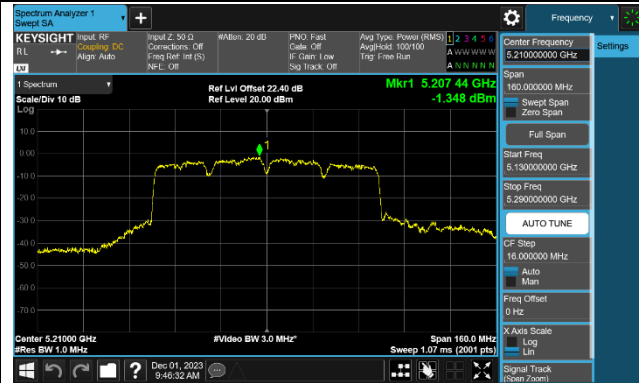 Spectrum Analyzer 1
Swept SA
Frequency
KEYSIGHT
RL
LXI
Input: RF
Coupling: DC
Align: Auto
Input Z: 50 Ω
Corrections: Off
Freq Ref: Int (S)
NFE: Off
#Atten: 20 dB
PNO: Fast
Gate: Off
IF Gain: Low
Sig Track: Off
Avg Type: Power (RMS)
Avg|Hold: 100/100
Trig: Free Run
1 2 3 4 5 6
A W W W W W
A N N N N N
1 Spectrum
Scale/Div 10 dB
Log
Ref Lvl Offset 22.40 dB
Ref Level 20.00 dBm
Mkr1 5.207 44 GHz
-1.348 dBm
1
10.0
0.00
-10.0
-20.0
-30.0
-40.0
-50.0
-60.0
-70.0
Center 5.21000 GHz
#Res BW 1.0 MHz
#Video BW 3.0 MHz*
Span 160.0 MHz
Sweep 1.07 ms (2001 pts)
Center Frequency
5.210000000 GHz
Settings
Span
160.000000 MHz
Swept Span
Zero Span
Full Span
Start Freq
5.130000000 GHz
Stop Freq
5.290000000 GHz
AUTO TUNE
CF Step
16.000000 MHz
Auto
Man
Freq Offset
0 Hz
X Axis Scale
Log
Lin
Signal Track
(Span Zoom)
?
Dec 01, 2023
9:46:32 AM